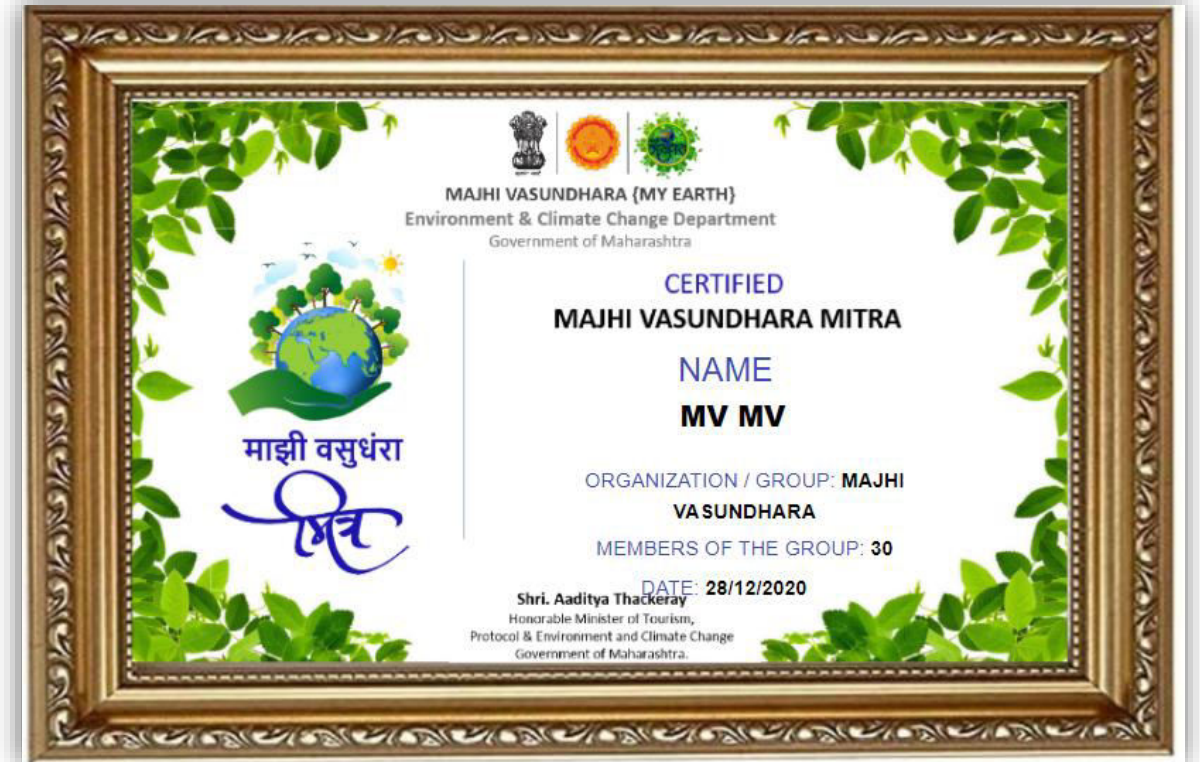 MAJHI VASUNDHARA {MY EARTH}
Environment & Climate Change Department
Government of Maharashtra
CERTIFIED
MAJHI VASUNDHARA MITRA
NAME
MV MV
माझी वसुधंरा
मित्र
ORGANIZATION / GROUP: MAJHI
VASUNDHARA
MEMBERS OF THE GROUP: 30
DATE: 28/12/2020
Shri. Aaditya Thackeray
Honorable Minister of Tourism,
Protocol & Environment and Climate Change
Government of Maharashtra.